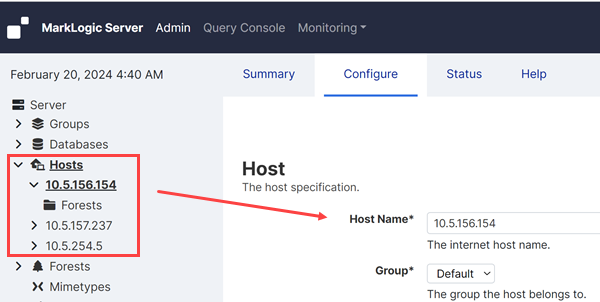 MarkLogic Server Admin Query Console Monitoring
February 20, 2024 4:40 AM
Summary Configure Status Help
Server
Groups
Databases
Hosts
10.5.156.154
Forests
10.5.157.237
10.5.254.5
Forests
Mimetypes
Host
The host specification.
Host Name* 10.5.156.154
The internet host name.
Group* Default
The group the host belongs to.